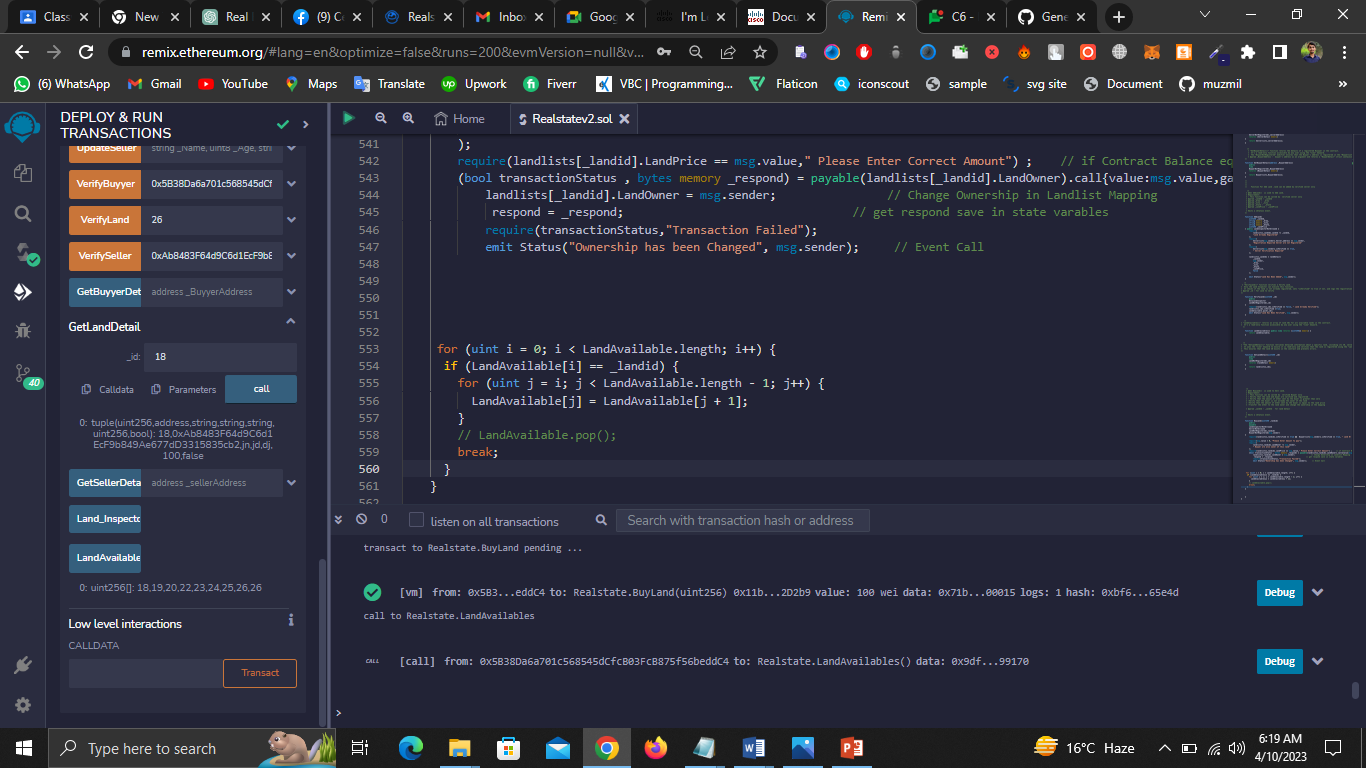 Class
New
Real
(9) C
Reals
Inbo
Goog
I'm L
Docu
Remi
C6 -
Gene
remix.ethereum.org/#lang=en&optimize=false&runs=200&evmVersion=null&v...
(6) WhatsApp
Gmail
YouTube
Maps
Translate
Upwork
Fiverr
VBC | Programming...
Flaticon
iconscout
sample
svg site
Document
muzmil
»
DEPLOY & RUN
TRANSACTIONS
UpdateSeller string _Name, uint8 _Age, stri
VerifyBuyyer 0x5B38Da6a701c568545dCf
VerifyLand 26
VerifySeller 0xAb8483F64d9C6d1EcF9b8
GetBuyyerDet address _BuyyerAddress
GetLandDetail
_id: 18
Calldata Parameters call
0: tuple(uint256,address,string,string,string,
uint256,bool): 18,0xAb8483F64d9C6d1
EcF9b849Ae677dD3315835cb2,jn,jd,dj,
100,false
GetSellerDeta address _sellerAddress
Land_Inspecto
LandAvailable
0: uint256[]: 18,19,20,22,23,24,25,26,26
Low level interactions
i
CALLDATA
Transact
40
Home
Realstatev2.sol
541 );
542 require(landlists[_landid].LandPrice == msg.value," Please Enter Correct Amount") ; // if Contract Balance eq
543 (bool transactionStatus , bytes memory _respond) = payable(landlists[_landid].LandOwner).call{value:msg.value,ga
544 landlists[_landid].LandOwner = msg.sender; // Change Ownership in Landlist Mapping
545 respond = _respond; // get respond save in state varables
546 require(transactionStatus,"Transaction Failed");
547 emit Status("Ownership has been Changed", msg.sender); // Event Call
548
549
550
551
552
553 for (uint i = 0; i < LandAvailable.length; i++) {
554 if (LandAvailable[i] == _landid) {
555 for (uint j = i; j < LandAvailable.length - 1; j++) {
556 LandAvailable[j] = LandAvailable[j + 1];
557 }
558 // LandAvailable.pop();
559 break;
560 }
561 }
562
0 listen on all transactions Search with transaction hash or address
transact to Realstate.BuyLand pending ...
[vm] from: 0x5B3...eddC4 to: Realstate.BuyLand(uint256) 0x11b...2D2b9 value: 100 wei data: 0x71b...00015 logs: 1 hash: 0xbf6...65e4d
Debug
call to Realstate.LandAvailables
CALL [call] from: 0x5B38Da6a701c568545dCfcB03FcB875f56beddC4 to: Realstate.LandAvailables() data: 0x9df...99170
Debug
>
Type here to search
16°C Haze
6:19 AM
4/10/2023